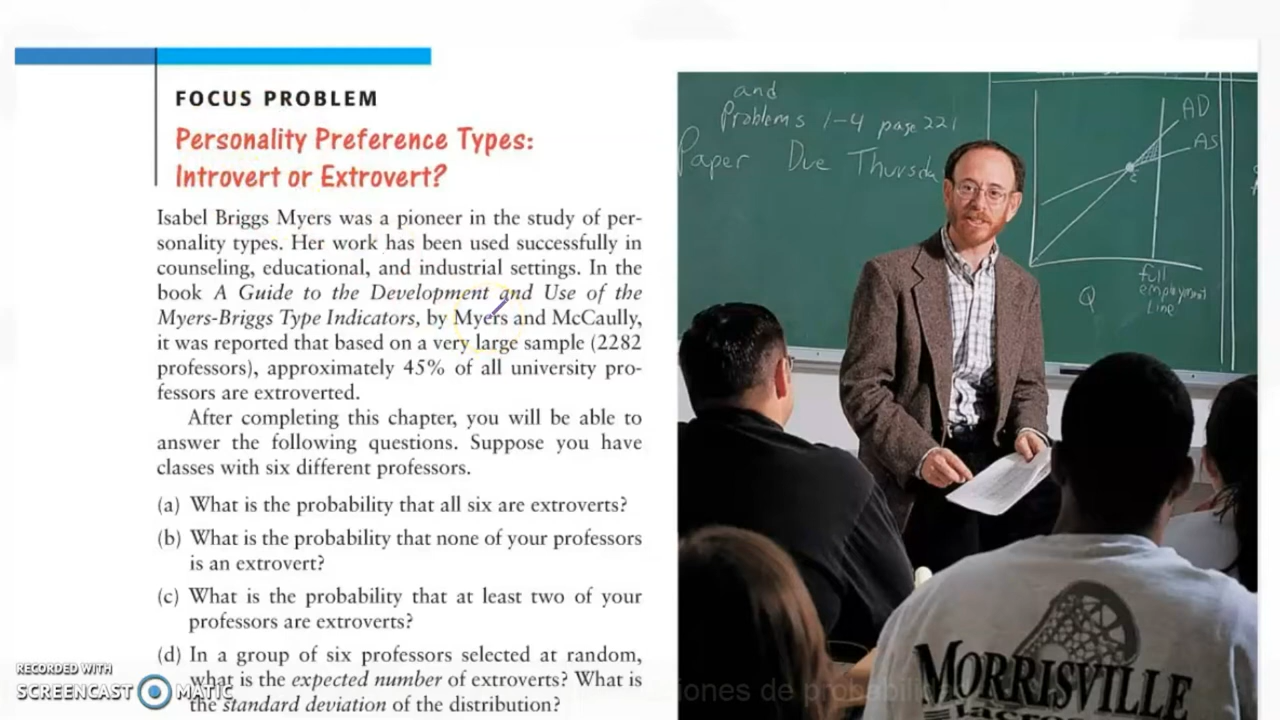 FOCUS PROBLEM
Personality Preference Types:
Introvert or Extrovert?
Isabel Briggs Myers was a pioneer in the study of per-
sonality types. Her work has been used successfully in
counseling, educational, and industrial settings. In the
book A Guide to the Development and Use of the
Myers-Briggs Type Indicators, by Myers and McCaully,
it was reported that based on a very large sample (2282
professors), approximately 45% of all university pro-
fessors are extroverted.
After completing this chapter, you will be able to
answer the following questions. Suppose you have
classes with six different professors.
(a) What is the probability that all six are extroverts?
(b) What is the probability that none of your professors
is an extrovert?
(c) What is the probability that at least two of your
professors are extroverts?
(d) In a group of six professors selected at random,
what is the expected number of extroverts? What is
the standard deviation of the distribution?
and
Problems 1-4 page 221
Paper Due Thursda
AD
AS
E
Q
full
employment
Line
MORRISVILLE
RECORDED WITH
SCREENCAST MATIC